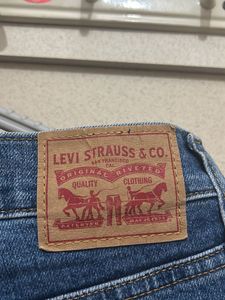 LEVI STRAUSS & CO.
SAN FRANCISCO
CAL.
ORIGINAL RIVETED
QUALITY CLOTHING